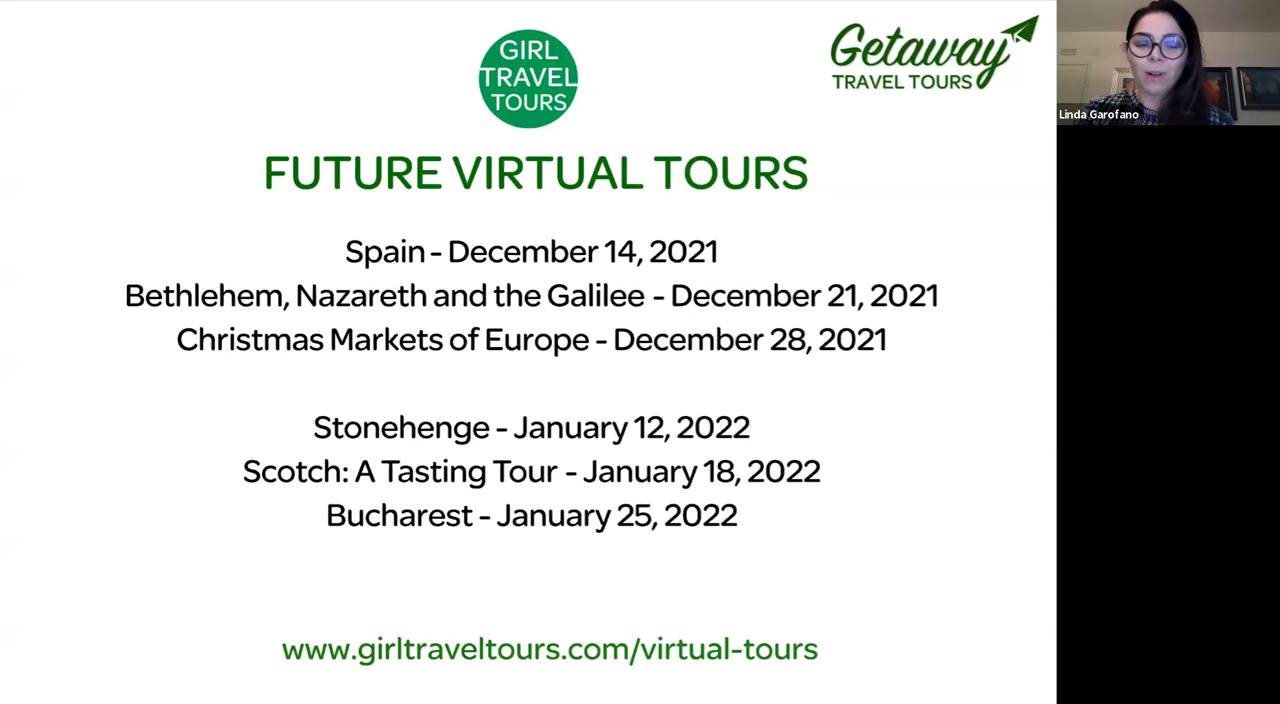 GIRL
TRAVEL
TOURS
Getaway
TRAVEL TOURS
Linda Garofano
FUTURE VIRTUAL TOURS
Spain - December 14, 2021
Bethlehem, Nazareth and the Galilee - December 21, 2021
Christmas Markets of Europe - December 28, 2021
Stonehenge - January 12, 2022
Scotch: A Tasting Tour - January 18, 2022
Bucharest - January 25, 2022
www.girltraveltours.com/virtual-tours